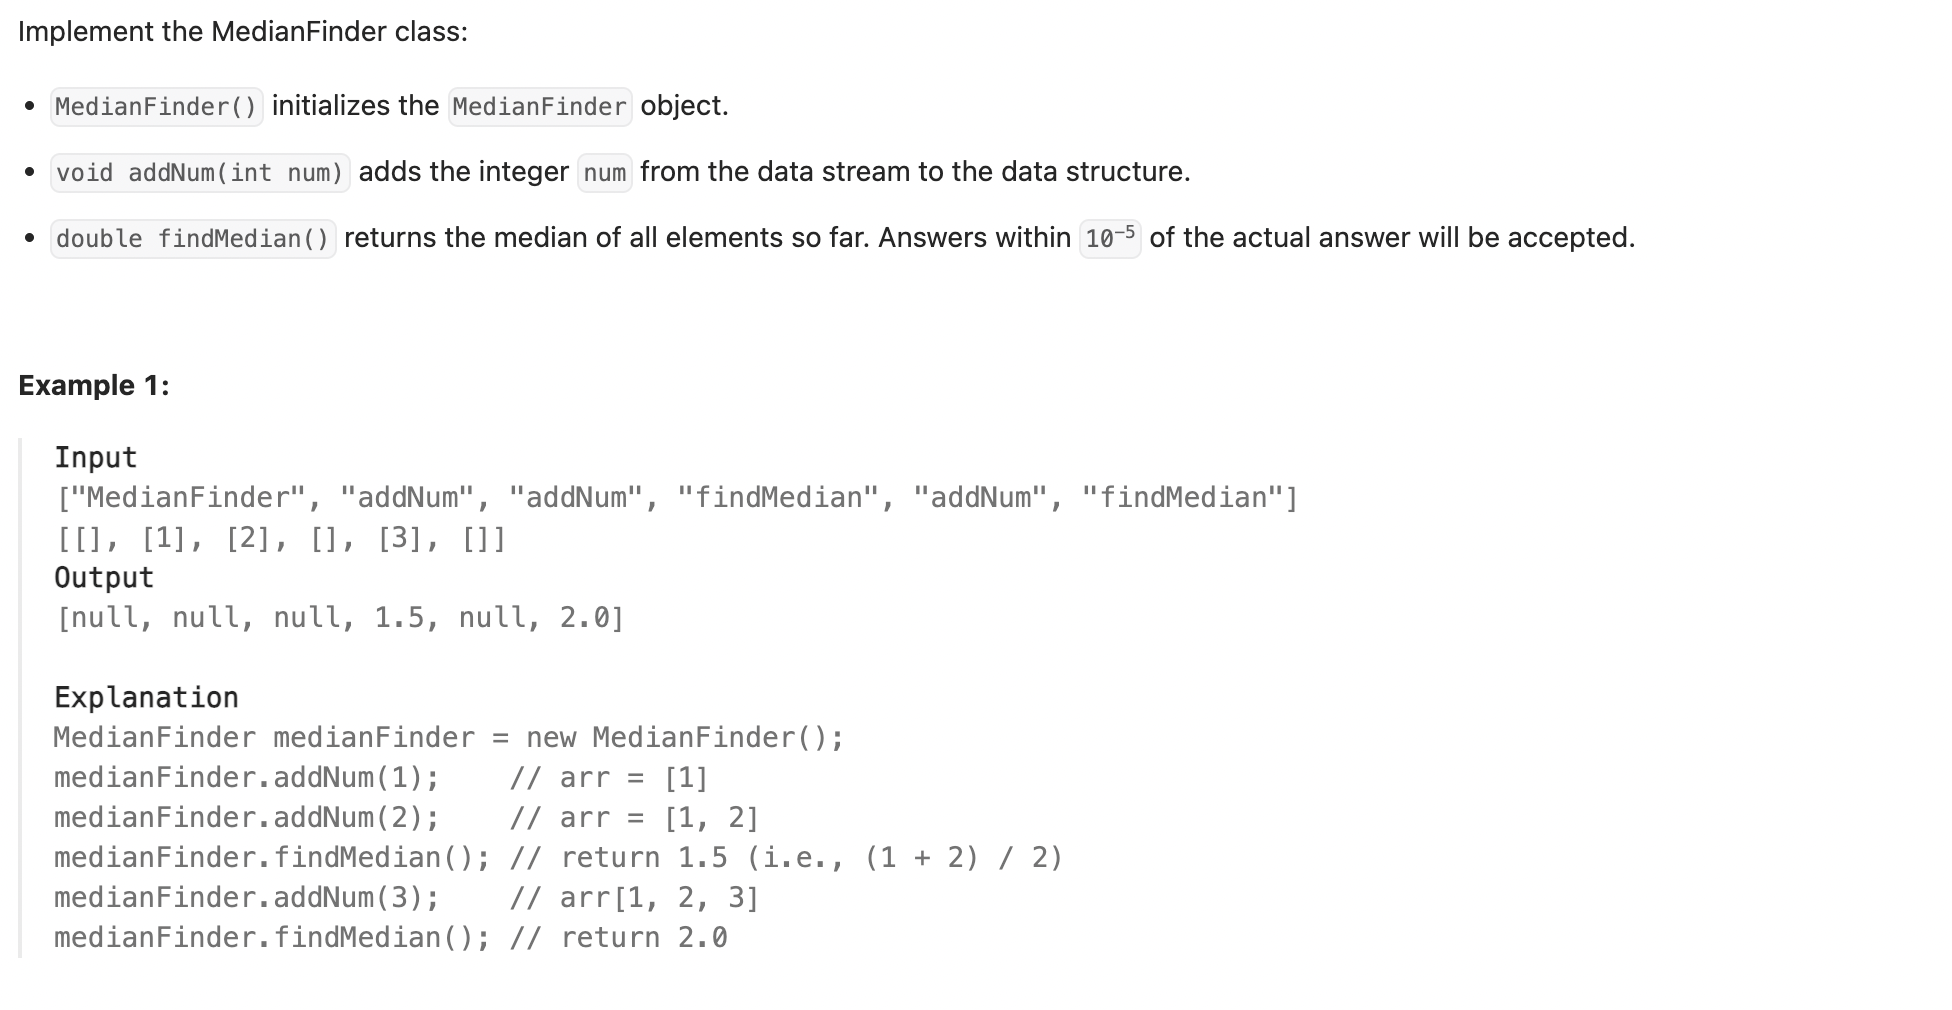 Implement the MedianFinder class:
• MedianFinder() initializes the MedianFinder object.
• void addNum(int num) adds the integer num from the data stream to the data structure.
• double findMedian() returns the median of all elements so far. Answers within 10⁻⁵ of the actual answer will be accepted.
Example 1:
Input
["MedianFinder", "addNum", "addNum", "findMedian", "addNum", "findMedian"]
[[], [1], [2], [], [3], []]
Output
[null, null, null, 1.5, null, 2.0]
Explanation
MedianFinder medianFinder = new MedianFinder();
medianFinder.addNum(1);    // arr = [1]
medianFinder.addNum(2);    // arr = [1, 2]
medianFinder.findMedian(); // return 1.5 (i.e., (1 + 2) / 2)
medianFinder.addNum(3);    // arr[1, 2, 3]
medianFinder.findMedian(); // return 2.0